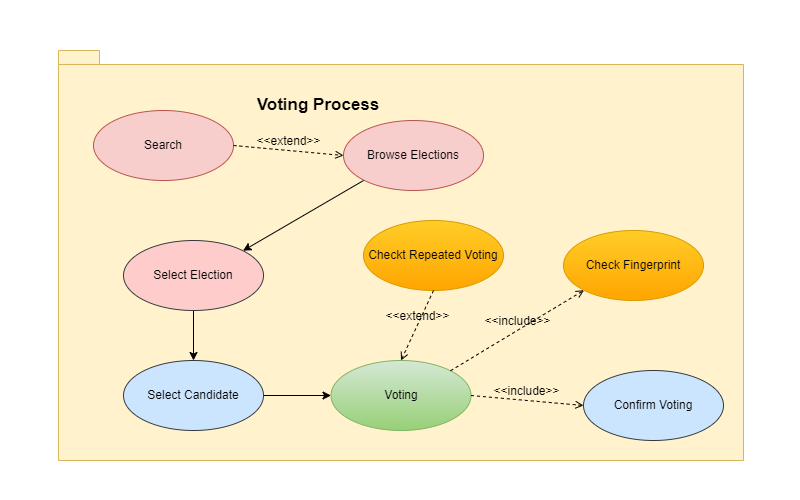 Voting Process
Search
<<extend>>
Browse Elections
Select Election
Checkt Repeated Voting
Check Fingerprint
<<extend>>
<<include>>
Select Candidate
Voting
<<include>>
Confirm Voting